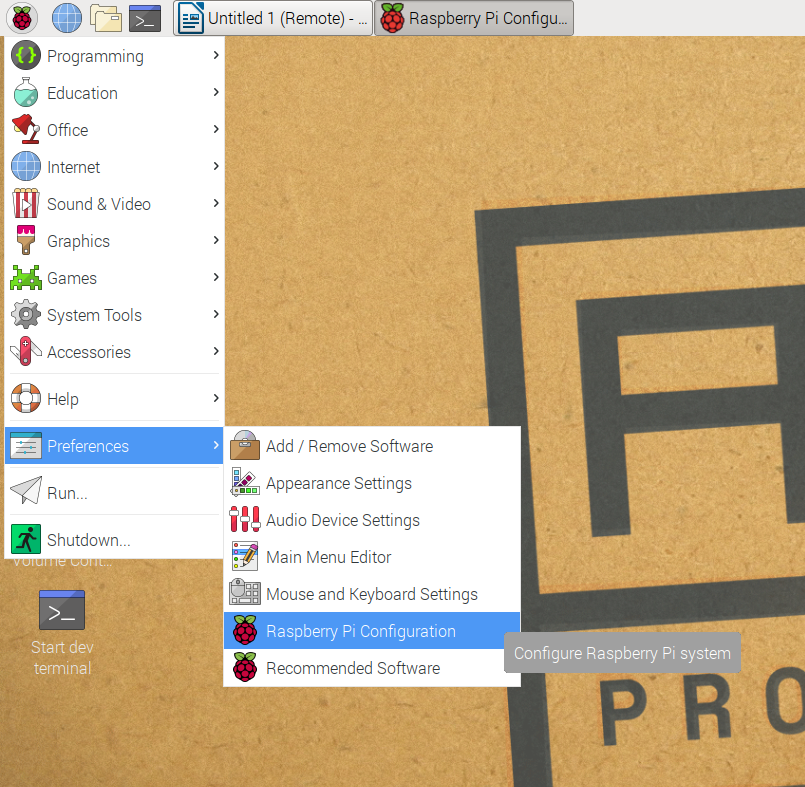 Untitled 1 (Remote) - ...
Raspberry Pi Configu...
Programming
Education
Office
Internet
Sound & Video
Graphics
Games
System Tools
Accessories
Help
Preferences
Run...
Shutdown...
Add / Remove Software
Appearance Settings
Audio Device Settings
Main Menu Editor
Mouse and Keyboard Settings
Raspberry Pi Configuration
Recommended Software
Configure Raspberry Pi system
Volume Cont...
>_
Start dev
terminal
A
PRO